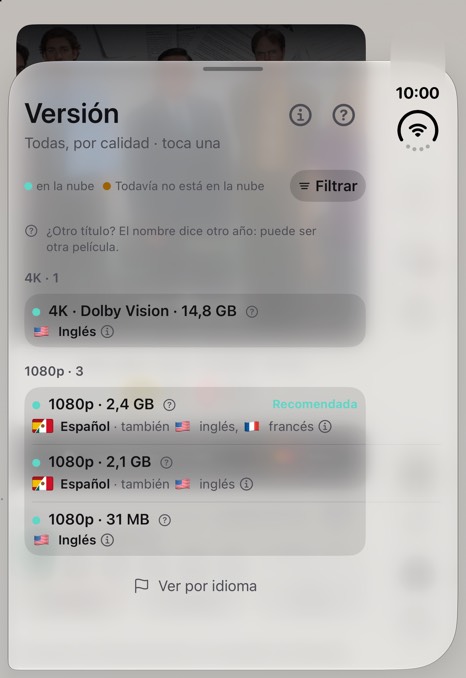 10:00
Versión
Todas, por calidad · toca una
en la nube Todavía no está en la nube
Filtrar
¿Otro título? El nombre dice otro año: puede ser
otra película.
4K · 1
4K · Dolby Vision · 14,8 GB
Inglés
1080p · 3
1080p · 2,4 GB
Recomendada
Español · también inglés, francés
1080p · 2,1 GB
Español · también inglés
1080p · 31 MB
Inglés
Ver por idioma